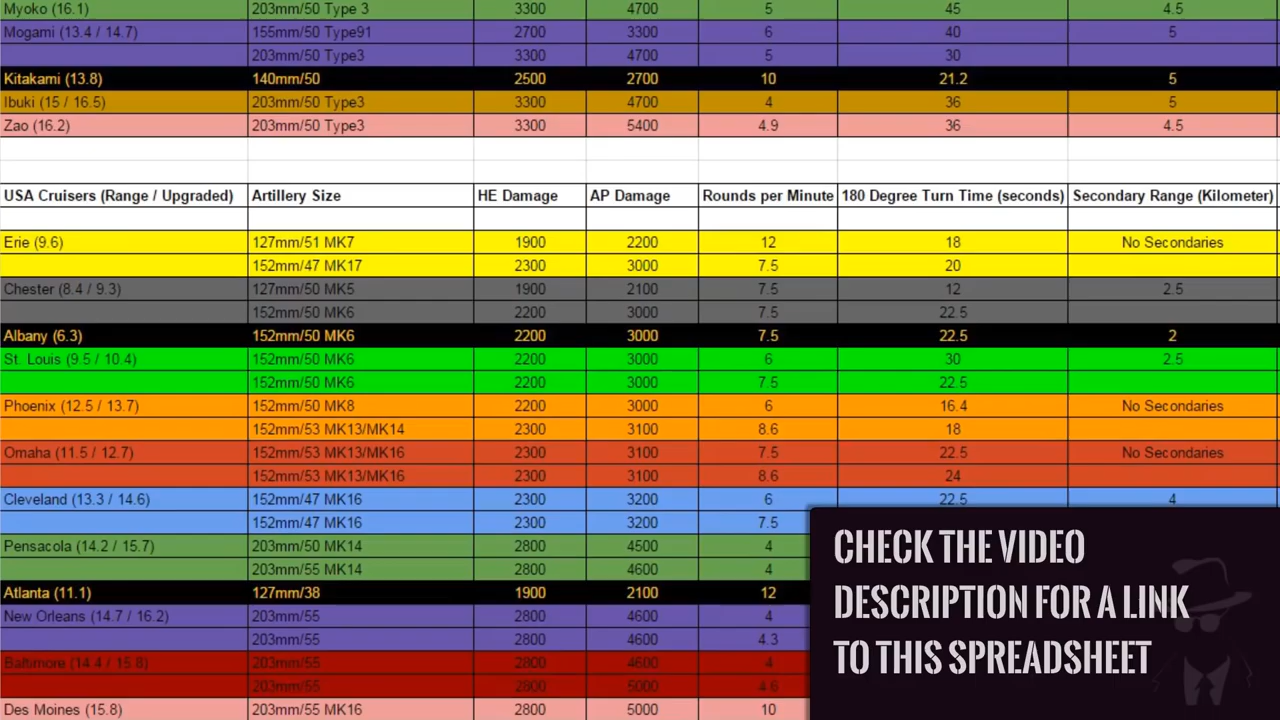 Myoko (16.1) 203mm/50 Type 3 3300 4700 5 45 4.5
Mogami (13.4 / 14.7) 155mm/50 Type91 2700 3300 6 40 5
203mm/50 Type3 3300 4700 5 30
Kitakami (13.8) 140mm/50 2500 2700 10 21.2 5
Ibuki (15 / 16.5) 203mm/50 Type3 3300 4700 4 36 5
Zao (16.2) 203mm/50 Type3 3300 5400 4.9 36 4.5
USA Cruisers (Range / Upgraded) Artillery Size HE Damage AP Damage Rounds per Minute 180 Degree Turn Time (seconds) Secondary Range (Kilometer)
Erie (9.6) 127mm/51 MK7 1900 2200 12 18 No Secondaries
152mm/47 MK17 2300 3000 7.5 20
Chester (8.4 / 9.3) 127mm/50 MK5 1900 2100 7.5 12 2.5
152mm/50 MK6 2200 3000 7.5 22.5
Albany (6.3) 152mm/50 MK6 2200 3000 7.5 22.5 2
St. Louis (9.5 / 10.4) 152mm/50 MK6 2200 3000 6 30 2.5
152mm/50 MK6 2200 3000 7.5 22.5
Phoenix (12.5 / 13.7) 152mm/50 MK8 2200 3000 6 16.4 No Secondaries
152mm/53 MK13/MK14 2300 3100 8.6 18
Omaha (11.5 / 12.7) 152mm/53 MK13/MK16 2300 3100 7.5 22.5 No Secondaries
152mm/53 MK13/MK16 2300 3100 8.6 24
Cleveland (13.3 / 14.6) 152mm/47 MK16 2300 3200 6 22.5 4
152mm/47 MK16 2300 3200 7.5
Pensacola (14.2 / 15.7) 203mm/50 MK14 2800 4500 4
203mm/55 MK14 2800 4600 4
Atlanta (11.1) 127mm/38 1900 2100 12
New Orleans (14.7 / 16.2) 203mm/55 2800 4600 4
203mm/55 2800 4600 4.3
Baltimore (14.4 / 15.8) 203mm/55 2800 4600 4
203mm/55 2800 5000 4.6
Des Moines (15.8) 203mm/55 MK16 2800 5000 10
CHECK THE VIDEO
DESCRIPTION FOR A LINK
TO THIS SPREADSHEET